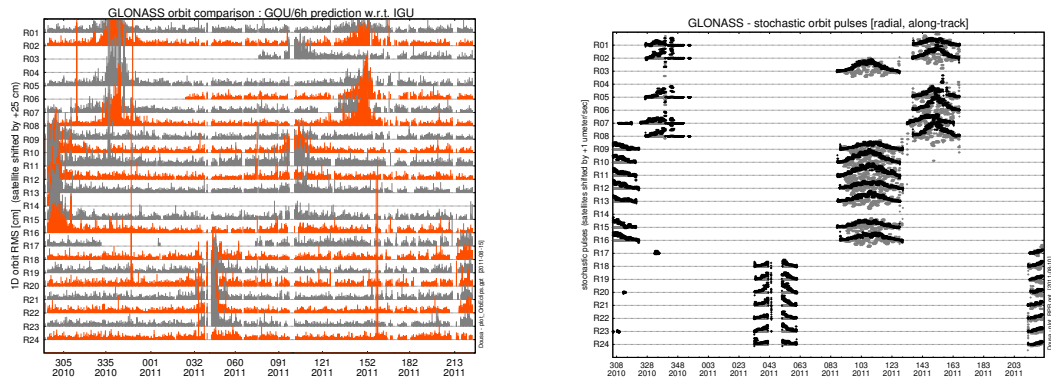 GLONASS orbit comparison : GOU/6h prediction w.r.t. IGU
1D orbit RMS [cm] (satellite shifted by +25 cm)
R01
R02
R03
R04
R05
R06
R07
R08
R09
R10
R11
R12
R13
R14
R15
R16
R17
R18
R19
R20
R21
R22
R23
R24
305 335 001 032 060 091 121 152 182 213
2010 2010 2011 2011 2011 2011 2011 2011 2011 2011
GLONASS - stochastic orbit pulses [radial, along-track]
stochastic pulses (satellites shifted by +1 umeter/sec)
R01
R02
R03
R04
R05
R06
R07
R08
R09
R10
R11
R12
R13
R14
R15
R16
R17
R18
R19
R20
R21
R22
R23
R24
308 328 348 003 023 043 063 083 103 123 143 163 183 203
2010 2010 2010 2011 2011 2011 2011 2011 2011 2011 2011 2011 2011 2011